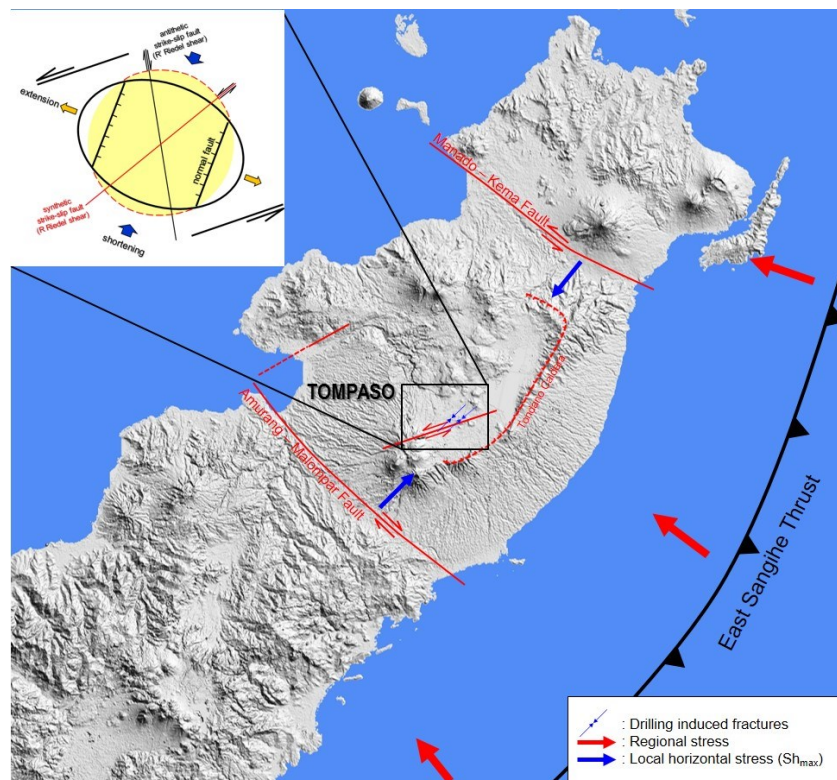 antithetic
strike-slip fault
(R' Riedel shear)
extension
normal fault
synthetic
strike-slip fault
(R Riedel shear)
shortening
Manado – Kema Fault
TOMPASO
Tondano Caldera
Amurang – Malompar Fault
East Sangihe Thrust
: Drilling induced fractures
: Regional stress
: Local horizontal stress (Shmax)